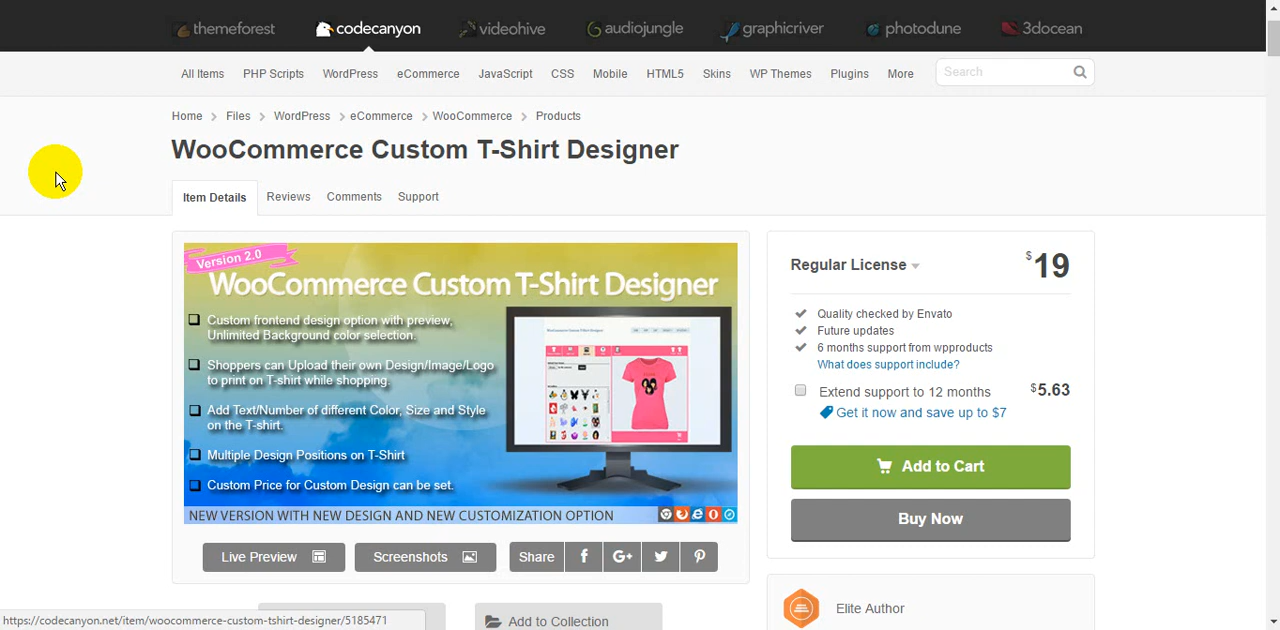 themeforest codecanyon videohive audiojungle graphicriver photodune 3docean
All Items PHP Scripts WordPress eCommerce JavaScript CSS Mobile HTML5 Skins WP Themes Plugins More Search
Home Files WordPress eCommerce WooCommerce Products
WooCommerce Custom T-Shirt Designer
Item Details Reviews Comments Support
Version 2.0
WooCommerce Custom T-Shirt Designer
Custom frontend design option with preview,
Unlimited Background color selection.
Shoppers can Upload their own Design/Image/Logo
to print on T-shirt while shopping.
Add Text/Number of different Color, Size and Style
on the T-shirt.
Multiple Design Positions on T-Shirt
Custom Price for Custom Design can be set.
NEW VERSION WITH NEW DESIGN AND NEW CUSTOMIZATION OPTION
Live Preview Screenshots Share
Add to Collection
Regular License $19
Quality checked by Envato
Future updates
6 months support from wpproducts
What does support include?
Extend support to 12 months $5.63
Get it now and save up to $7
Add to Cart
Buy Now
Elite Author
https://codecanyon.net/item/woocommerce-custom-tshirt-designer/5185471